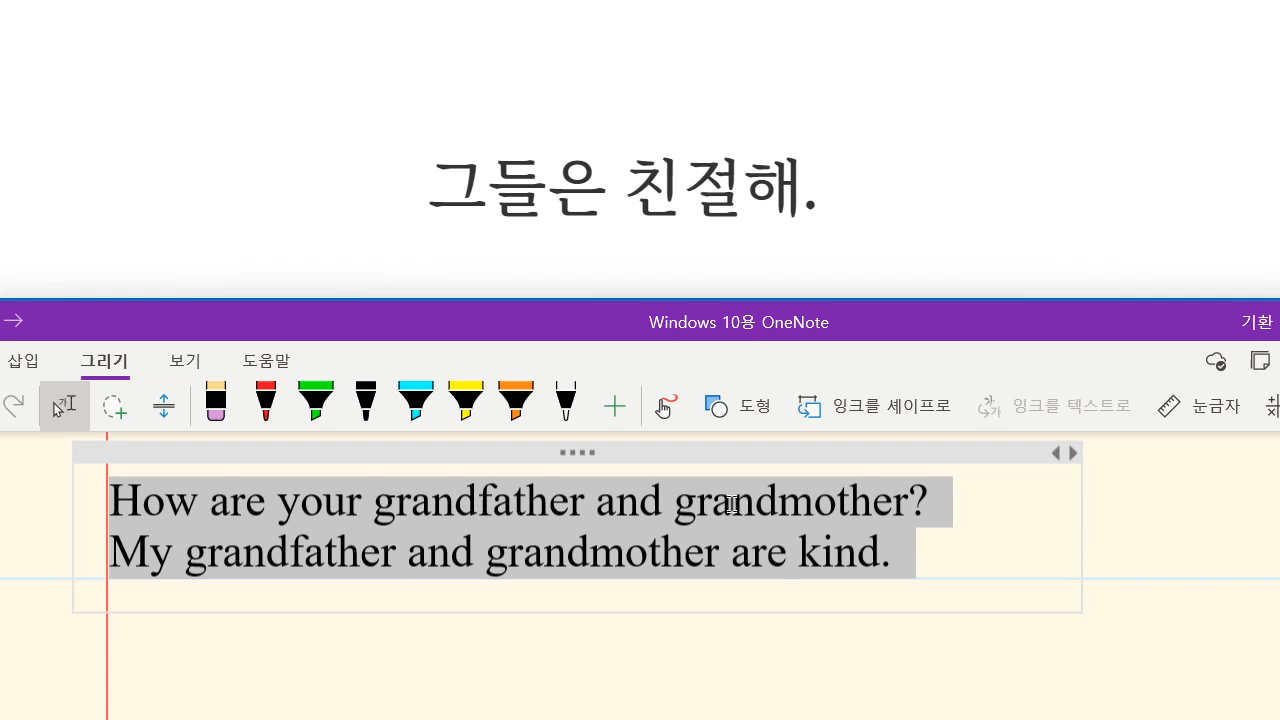 그들은 친절해.
Windows 10용 OneNote
기환
삽입
그리기
보기
도움말
도형
잉크를 셰이프로
잉크를 텍스트로
눈금자
How are your grandfather and grandmother?
My grandfather and grandmother are kind.